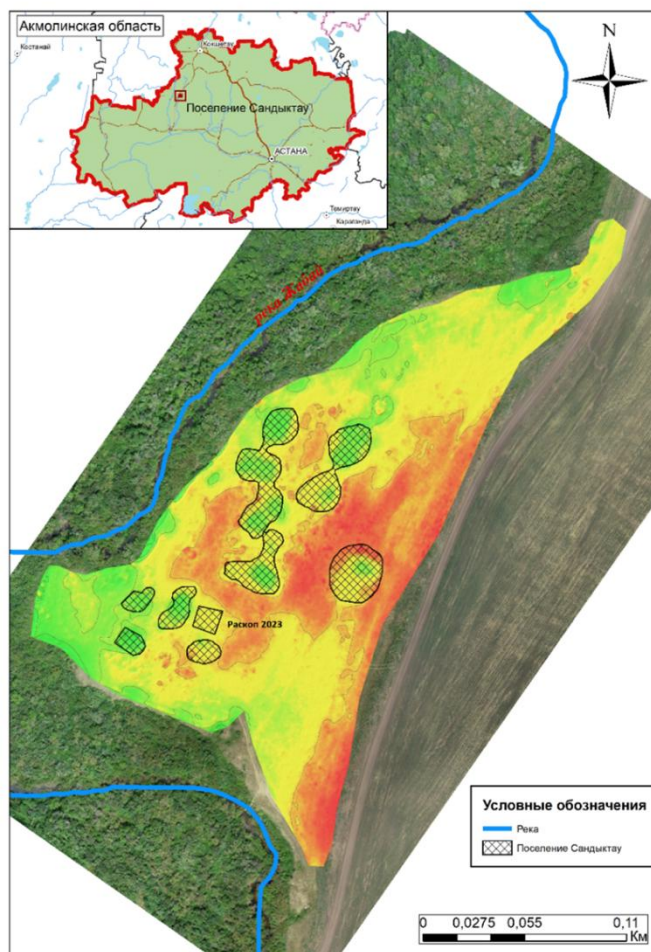 Акмолинская область
Костанай
Кокшетау
Поселение Сандыктау
АСТАНА
Темиртау
Караганда
N
река Жабай
Раскоп 2023
Условные обозначения
Река
Поселение Сандыктау
0 0,0275 0,055 0,11
Км